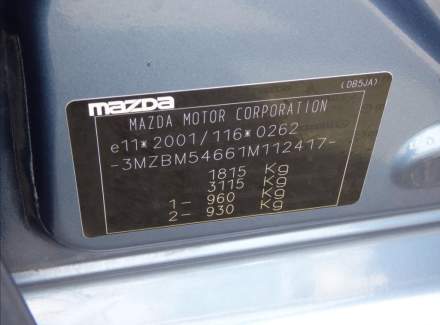 (DB5JA)
mazda
MAZDA MOTOR CORPORATION
e11*2001/116*0262
-3MZBM54661M112417-
1815 Kg
3115 Kg
1- 960 Kg
2- 930 Kg